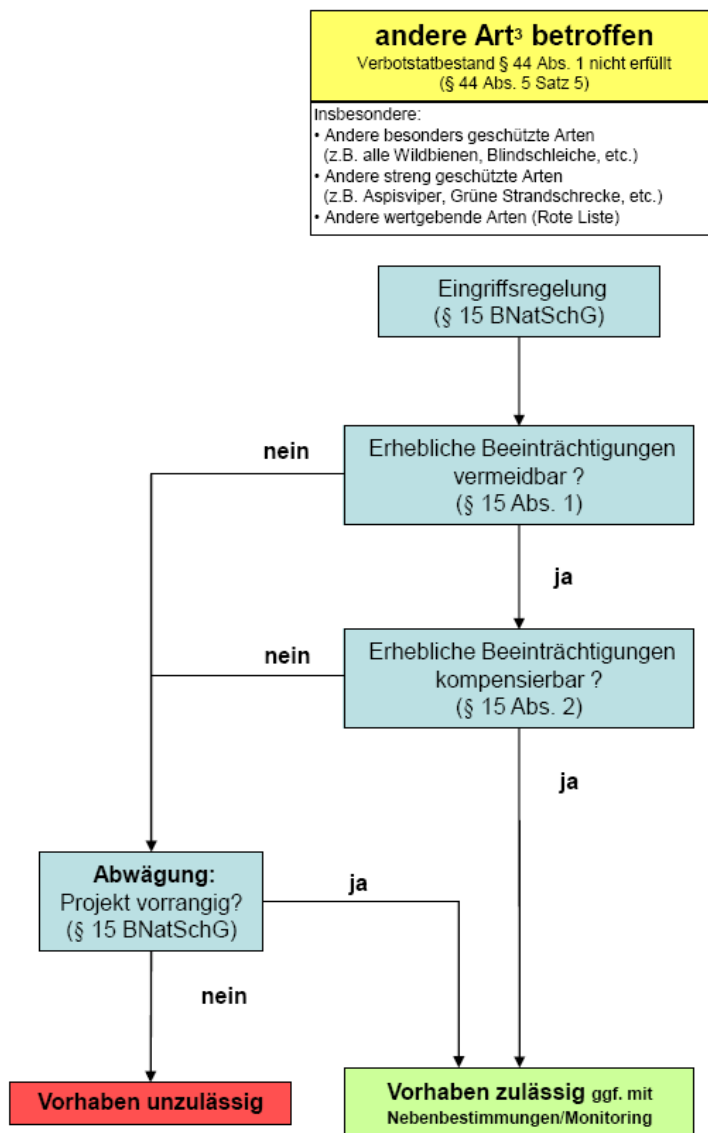 andere Art³ betroffen
Verbotstatbestand § 44 Abs. 1 nicht erfüllt
(§ 44 Abs. 5 Satz 5)
Insbesondere:
• Andere besonders geschützte Arten
(z.B. alle Wildbienen, Blindschleiche, etc.)
• Andere streng geschützte Arten
(z.B. Aspisviper, Grüne Strandschrecke, etc.)
• Andere wertgebende Arten (Rote Liste)
Eingriffsregelung
(§ 15 BNatSchG)
nein
Erhebliche Beeinträchtigungen
vermeidbar ?
(§ 15 Abs. 1)
ja
nein
Erhebliche Beeinträchtigungen
kompensierbar ?
(§ 15 Abs. 2)
ja
Abwägung:
Projekt vorrangig?
(§ 15 BNatSchG)
ja
nein
Vorhaben unzulässig
Vorhaben zulässig ggf. mit
Nebenbestimmungen/Monitoring